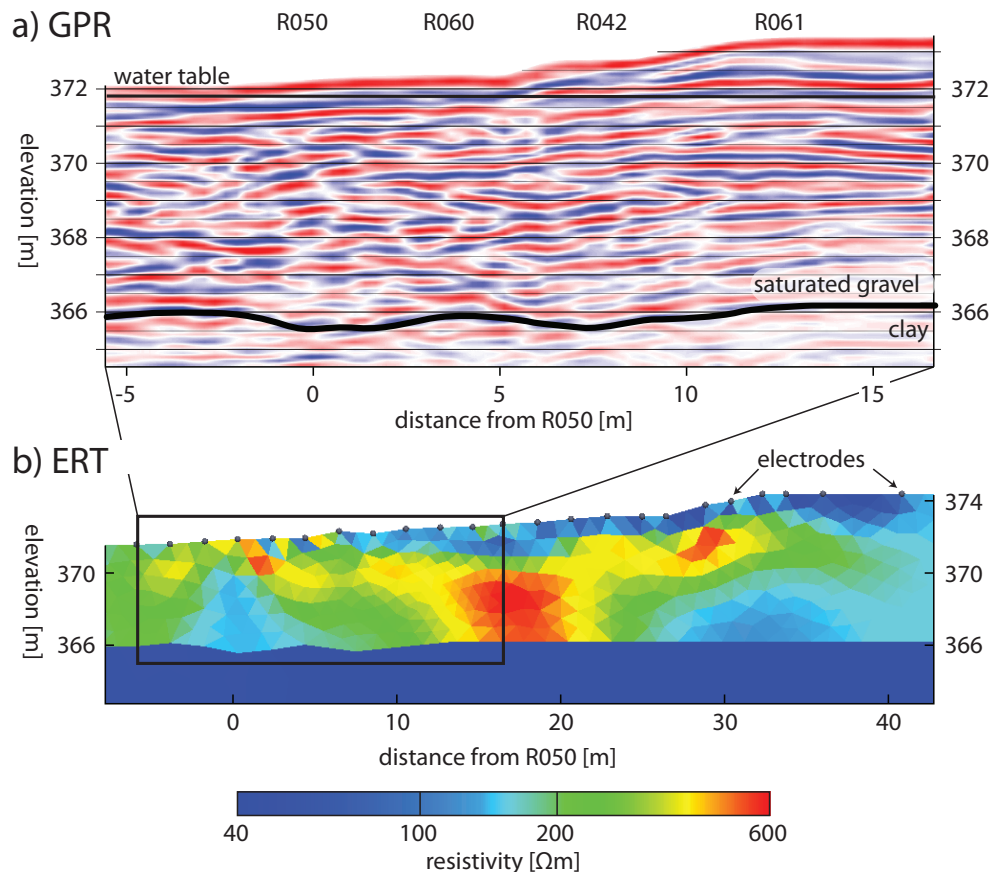 a) GPR
R050 R060 R042 R061
water table
372 372
370 370
368 368
366 366
elevation [m]
saturated gravel
clay
-5 0 5 10 15
distance from R050 [m]
b) ERT
electrodes
374
370 370
366 366
elevation [m]
0 10 20 30 40
distance from R050 [m]
40 100 200 600
resistivity [Ωm]